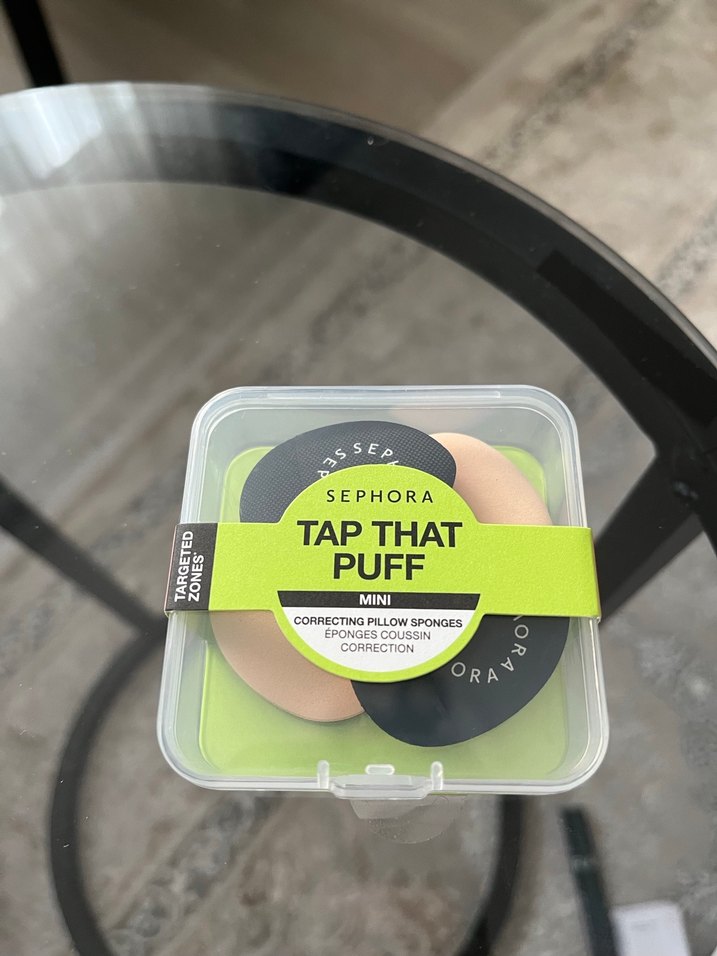 SEPHORA
TAP THAT
PUFF
MINI
CORRECTING PILLOW SPONGES
ÉPONGES COUSSIN
CORRECTION
TARGETED
ZONES*